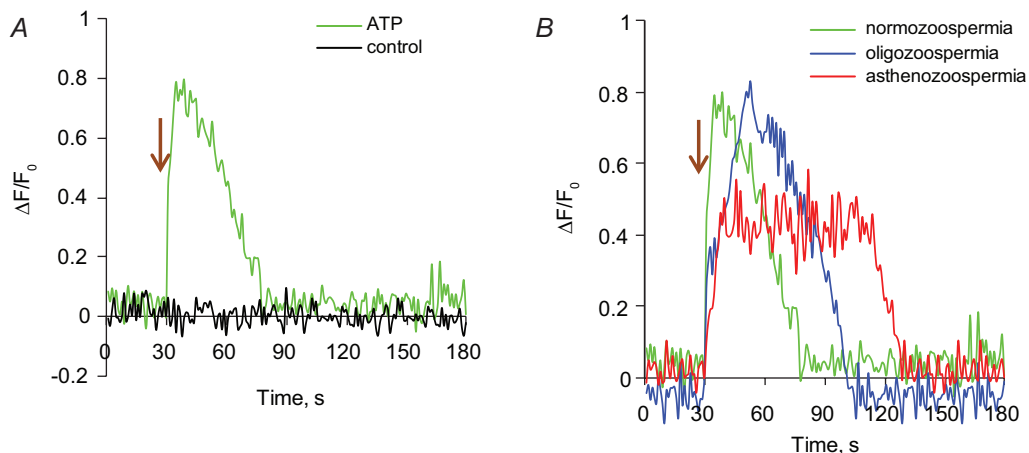 A
ATP
control
ΔF/F0
1
0.8
0.6
0.4
0.2
0
-0.2
0 30 60 90 120 150 180
Time, s
B
normozoospermia
oligozoospermia
asthenozoospermia
ΔF/F0
1
0.8
0.6
0.4
0.2
0
0 30 60 90 120 150 180
Time, s